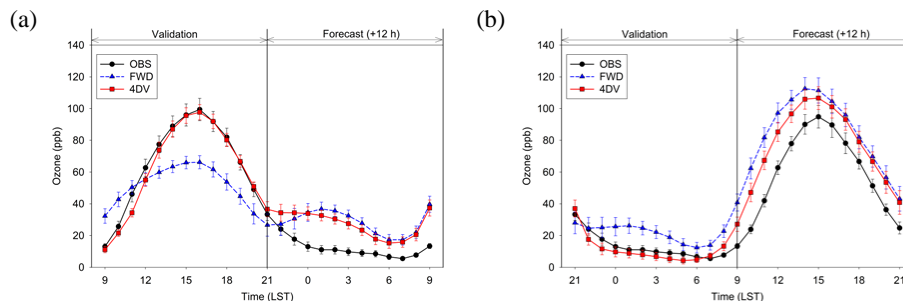 (a)
Validation Forecast (+12 h)
140
120
100
80
60
40
20
0
Ozone (ppb)
OBS
FWD
4DV
9 12 15 18 21 0 3 6 9
Time (LST)
(b)
Validation Forecast (+12 h)
140
120
100
80
60
40
20
0
Ozone (ppb)
OBS
FWD
4DV
21 0 3 6 9 12 15 18 21
Time (LST)